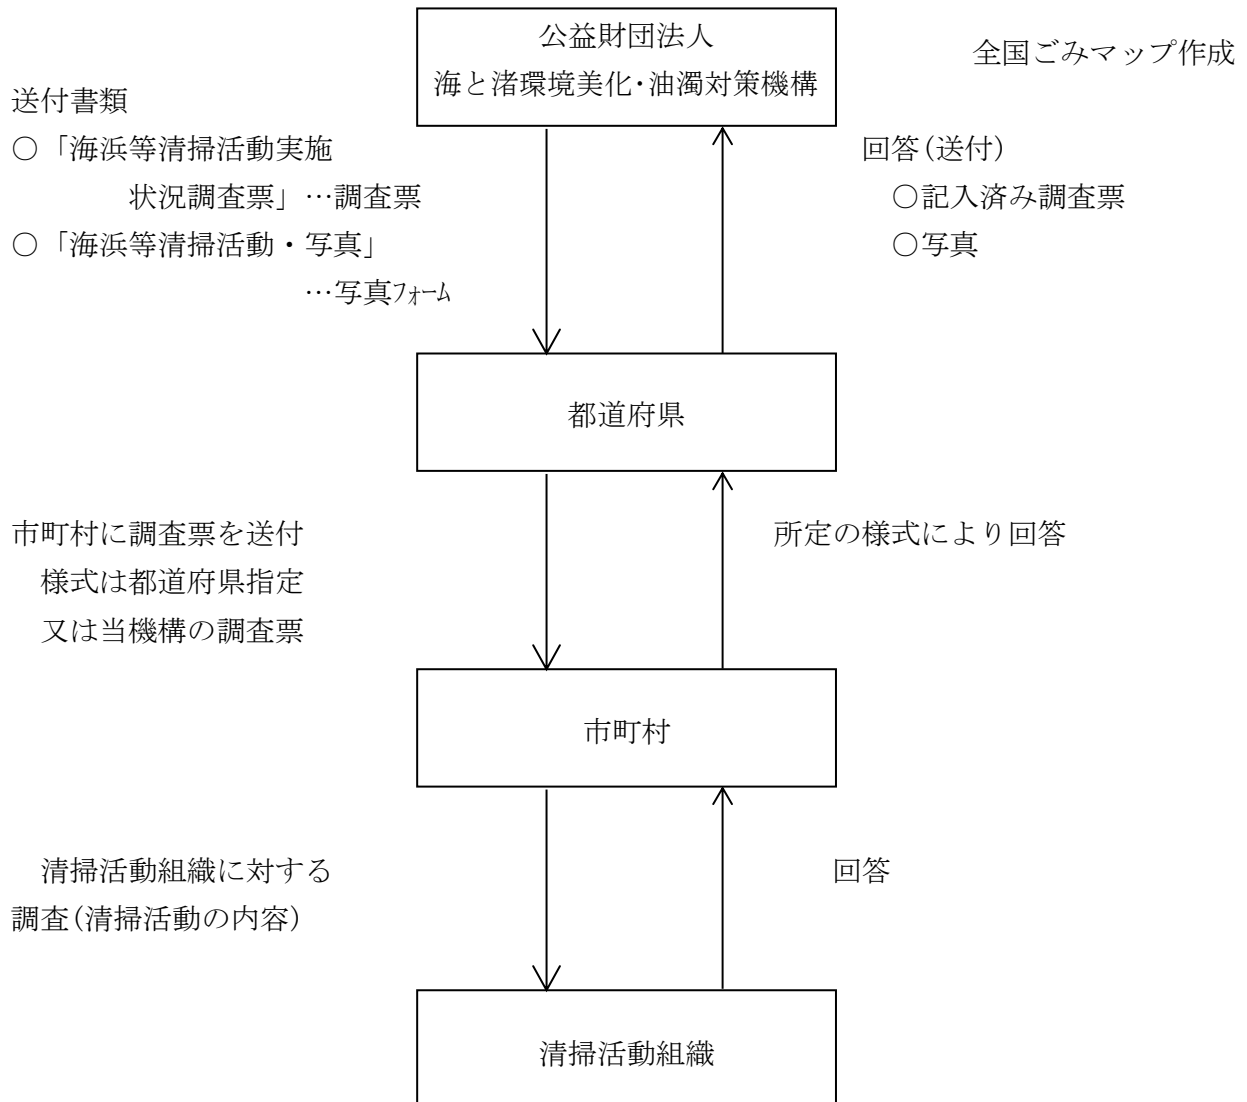 公益財団法人
海と渚環境美化・油濁対策機構
全国ごみマップ作成
送付書類
○「海浜等清掃活動実施
状況調査票」…調査票
○「海浜等清掃活動・写真」
…写真ﾌｫｰﾑ
回答(送付)
○記入済み調査票
○写真
都道府県
市町村に調査票を送付
様式は都道府県指定
又は当機構の調査票
所定の様式により回答
市町村
清掃活動組織に対する
調査(清掃活動の内容)
回答
清掃活動組織